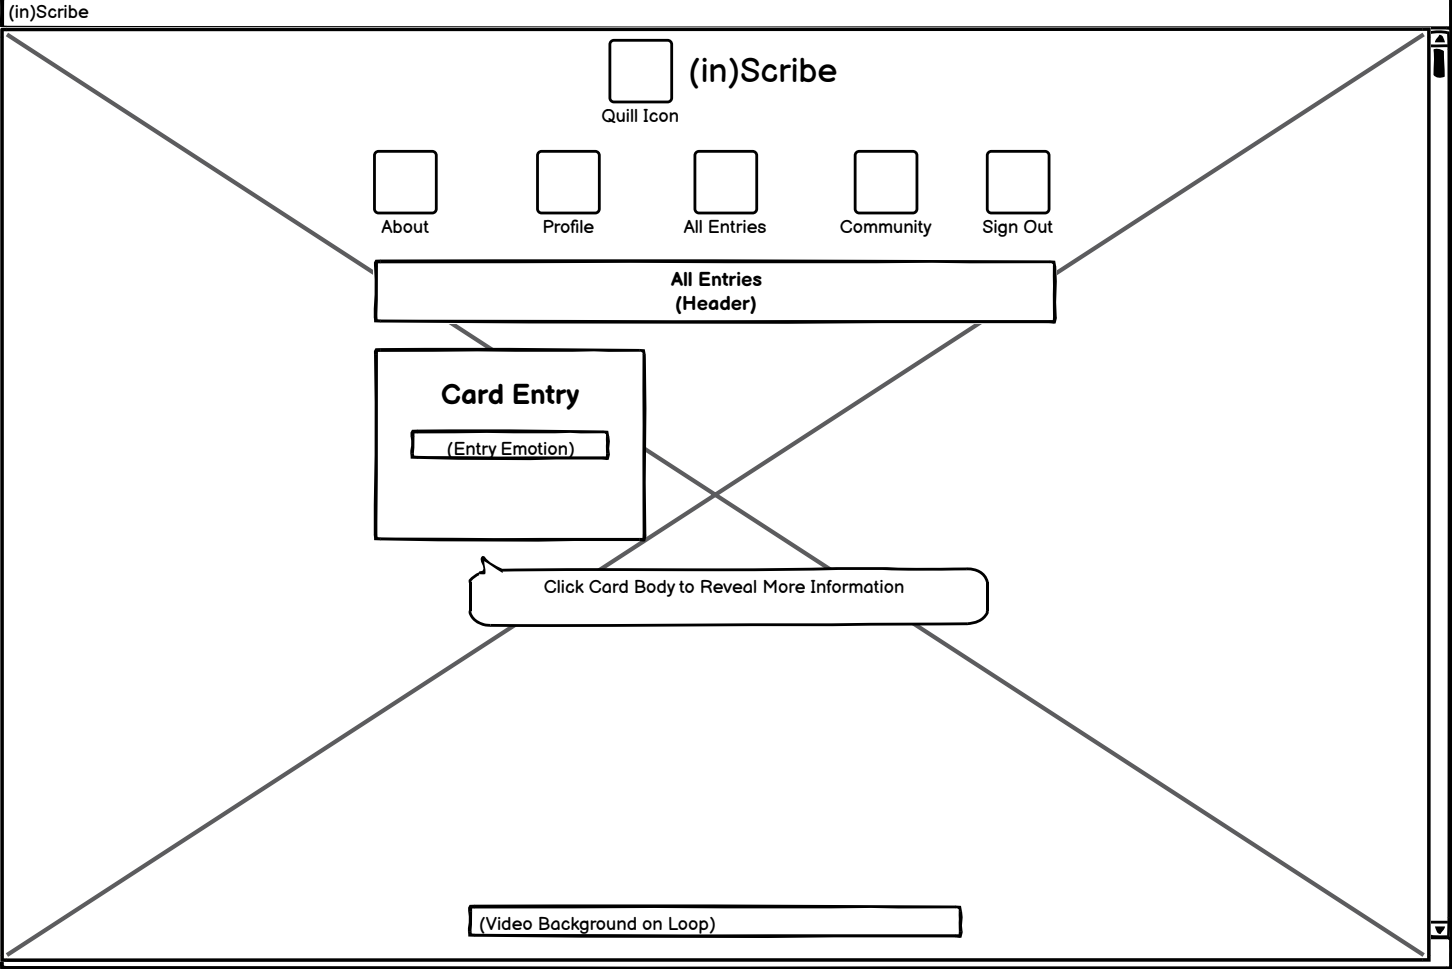 (in)Scribe
(in)Scribe
Quill Icon
About
Profile
All Entries
Community
Sign Out
All Entries
(Header)
Card Entry
(Entry Emotion)
Click Card Body to Reveal More Information
(Video Background on Loop)